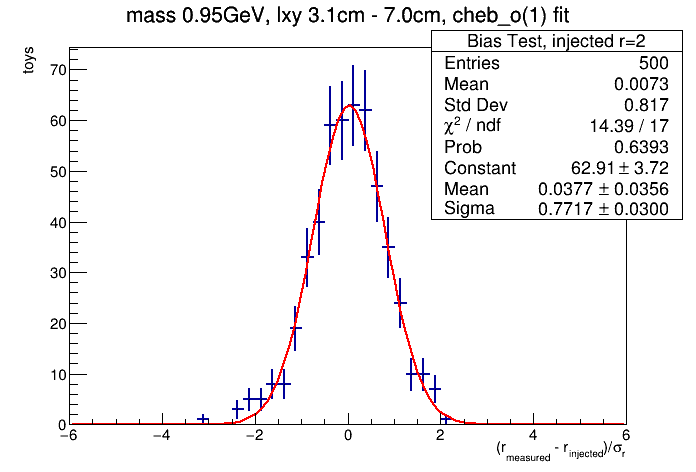 mass 0.95GeV, lxy 3.1cm - 7.0cm, cheb_o(1) fit
Bias Test, injected r=2
Entries 500
Mean 0.0073
Std Dev 0.817
χ² / ndf 14.39 / 17
Prob 0.6393
Constant 62.91 ± 3.72
Mean 0.0377 ± 0.0356
Sigma 0.7717 ± 0.0300
toys
70
60
50
40
30
20
10
0
−6 −4 −2 0 2 4 6
(r_measured - r_injected)/σ_r